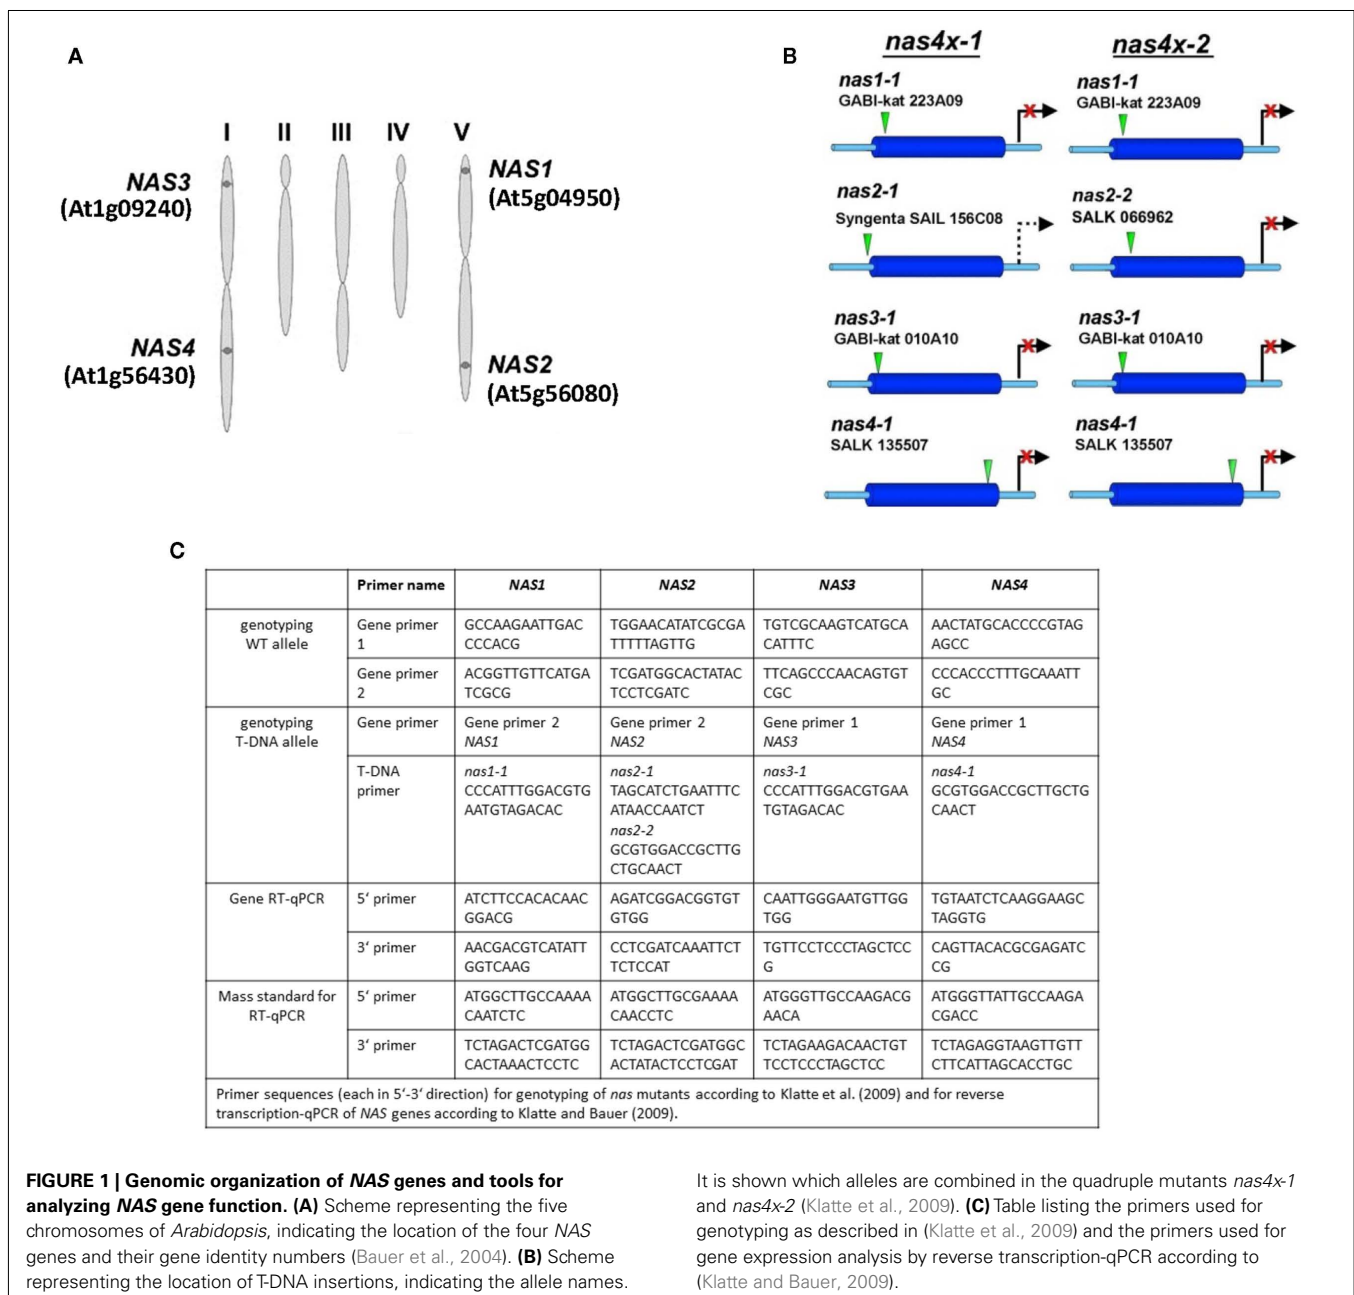 A
I II III IV V
NAS3
(At1g09240)
NAS1
(At5g04950)
NAS4
(At1g56430)
NAS2
(At5g56080)
B
nas4x-1 nas4x-2
nas1-1
GABI-kat 223A09
nas1-1
GABI-kat 223A09
nas2-1
Syngenta SAIL 156C08
nas2-2
SALK 066962
nas3-1
GABI-kat 010A10
nas3-1
GABI-kat 010A10
nas4-1
SALK 135507
nas4-1
SALK 135507
C
Primer name NAS1 NAS2 NAS3 NAS4
genotyping
WT allele
Gene primer
1
GCCAAGAATTGAC
CCCACG
TGGAACATATCGCGA
TTTTTAGTTG
TGTCGCAAGTCATGCA
CATTTC
AACTATGCACCCCGTAG
AGCC
Gene primer
2
ACGGTTGTTCATGA
TCGCG
TCGATGGCACTATAC
TCCTCGATC
TTCAGCCCAACAGTGT
CGC
CCCACCCTTTGCAAATT
GC
genotyping
T-DNA allele
Gene primer
Gene primer 2
NAS1
Gene primer 2
NAS2
Gene primer 1
NAS3
Gene primer 1
NAS4
T-DNA
primer
nas1-1
CCCATTTGGACGTG
AATGTAGACAC
nas2-1
TAGCATCTGAATTTC
ATAACCAATCT
nas2-2
GCGTGGACCGCTTG
CTGCAACT
nas3-1
CCCATTTGGACGTGAA
TGTAGACAC
nas4-1
GCGTGGACCGCTTGCTG
CAACT
Gene RT-qPCR
5‘ primer
ATCTTCCACACAAC
GGACG
AGATCGGACGGTGT
GTGG
CAATTGGGAATGTTGG
TGG
TGTAATCTCAAGGAAGC
TAGGTG
3‘ primer
AACGACGTCATATT
GGTCAAG
CCTCGATCAAATTCT
TCTCCAT
TGTTCCTCCCTAGCTCC
G
CAGTTACACGCGAGATC
CG
Mass standard for
RT-qPCR
5‘ primer
ATGGCTTGCCAAAA
CAATCTC
ATGGCTTGCGAAAA
CAACCTC
ATGGGTTGCCAAGACG
AACA
ATGGGTTATTGCCAAGA
CGACC
3‘ primer
TCTAGACTCGATGG
CACTAAACTCCTC
TCTAGACTCGATGGC
ACTATACTCCTCGAT
TCTAGAAGACAACTGT
TCCTCCCTAGCTCC
TCTAGAGGTAAGTTGTT
CTTCATTAGCACCTGC
Primer sequences (each in 5‘-3‘ direction) for genotyping of nas mutants according to Klatte et al. (2009) and for reverse
transcription-qPCR of NAS genes according to Klatte and Bauer (2009).
FIGURE 1 | Genomic organization of NAS genes and tools for
analyzing NAS gene function. (A) Scheme representing the five
chromosomes of Arabidopsis, indicating the location of the four NAS
genes and their gene identity numbers (Bauer et al., 2004). (B) Scheme
representing the location of T-DNA insertions, indicating the allele names.
It is shown which alleles are combined in the quadruple mutants nas4x-1
and nas4x-2 (Klatte et al., 2009). (C) Table listing the primers used for
genotyping as described in (Klatte et al., 2009) and the primers used for
gene expression analysis by reverse transcription-qPCR according to
(Klatte and Bauer, 2009).